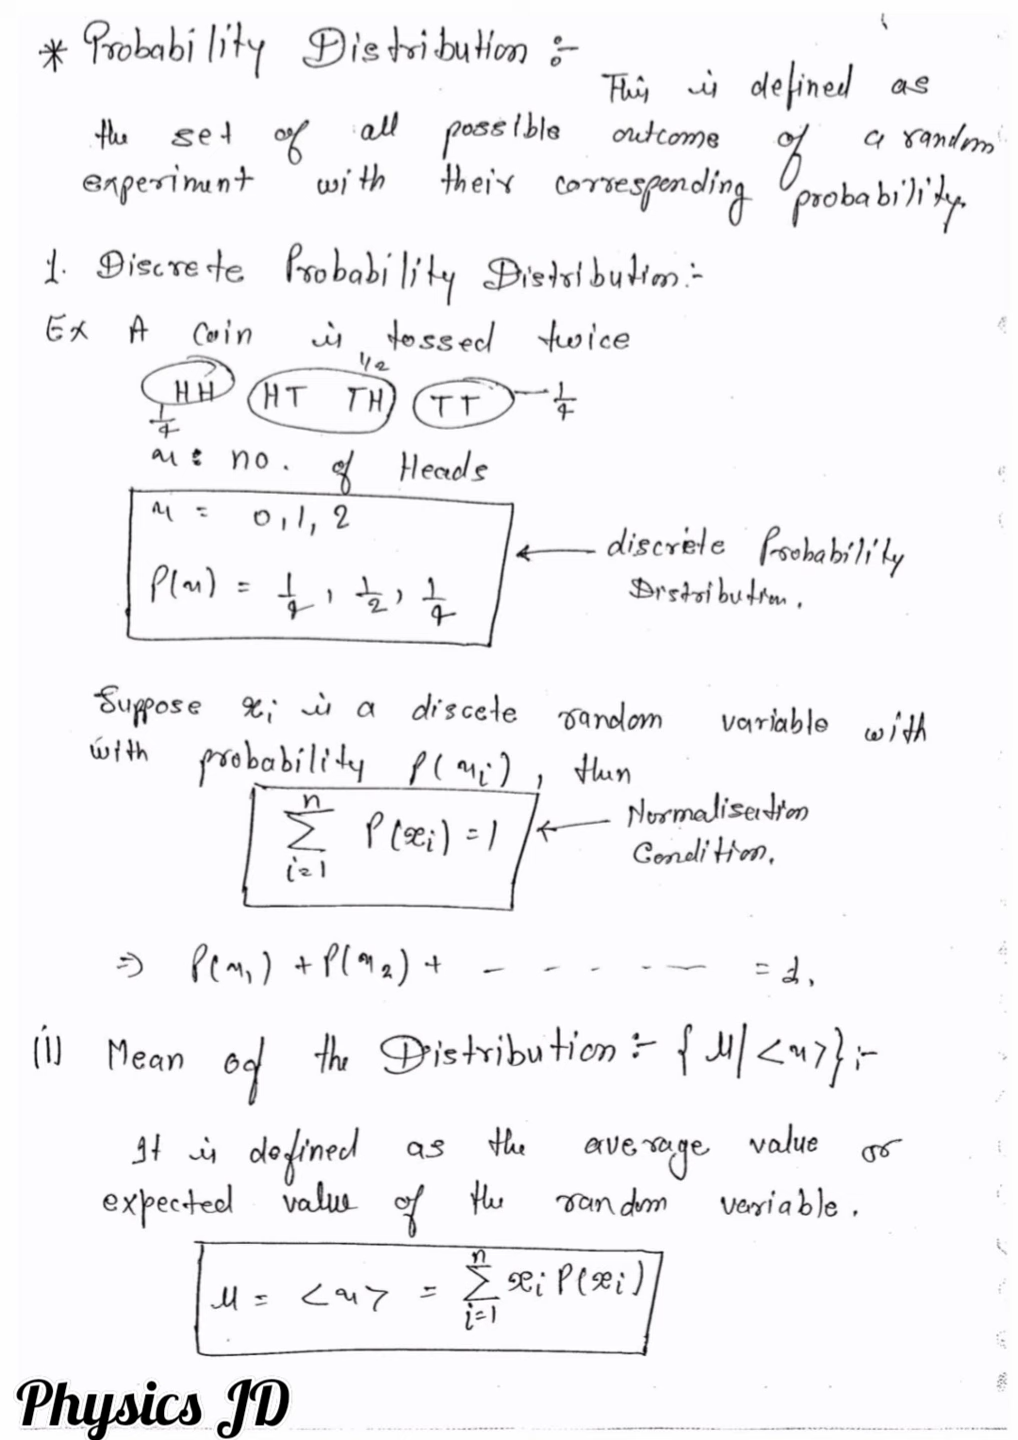 * Probability Distribution :-
This is defined as
the set of all possible outcome of a random
experiment with their corresponding probability.
1. Discrete Probability Distribution :-
Ex A Coin is tossed twice
1/2
HH HT TH TT — 1/4
1/4
x : no. of Heads
x = 0, 1, 2
P(x) = 1/4, 1/2, 1/4
← discrete Probability
Distribution.
Suppose xi is a discete random variable with
with probability P(xi), then
n
∑ P(xi) = 1
i=1
← Normalisation
Condition.
⇒ P(x1) + P(x2) + - - - - - - = 1.
(i) Mean of the Distribution :- {μ/<x>} :-
It is defined as the average value or
expected value of the random variable.
μ = <x> = n∑i=1 xi P(xi)
Physics JD